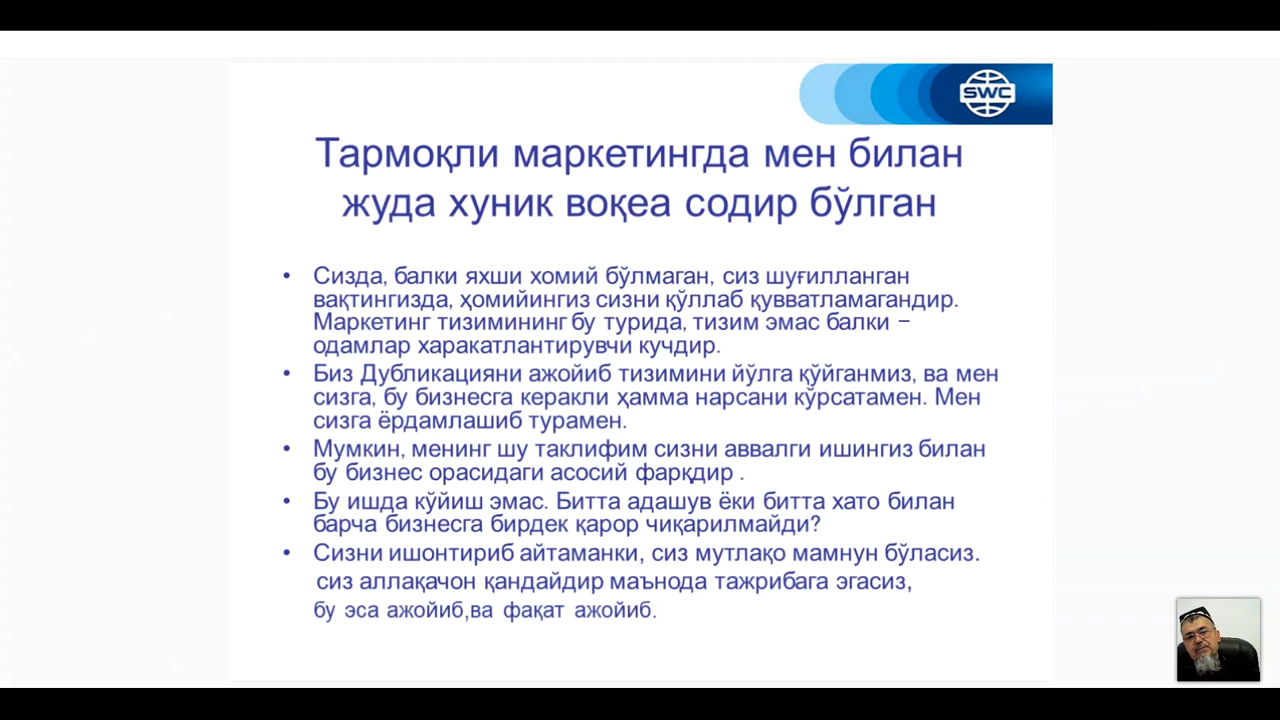 SWC
Тармоқли маркетингда мен билан
жуда хуник воқеа содир бўлган
• Сизда, балки яхши хомий бўлмаган, сиз шуғилланган
вақтингизда, ҳомийингиз сизни қўллаб қувватламагандир.
Маркетинг тизимининг бу турида, тизим эмас балки –
одамлар харакатлантирувчи кучдир.
• Биз Дубликацияни ажойиб тизимини йўлга қўйганмиз, ва мен
сизга, бу бизнесга керакли ҳамма нарсани кўрсатамен. Мен
сизга ёрдамлашиб турамен.
• Мумкин, менинг шу таклифим сизни аввалги ишингиз билан
бу бизнес орасидаги асосий фарқдир .
• Бу ишда кўйиш эмас. Битта адашув ёки битта хато билан
барча бизнесга бирдек қарор чиқарилмайди?
• Сизни ишонтириб айтаманки, сиз мутлақо мамнун бўласиз.
сиз аллақачон қандайдир маънода тажрибага эгасиз,
бу эса ажойиб,ва фақат ажойиб.